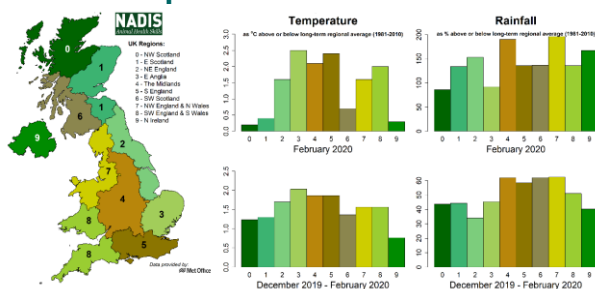 NADIS
Animal Health Skills
UK Regions:
0 - NW Scotland
1 - E Scotland
2 - NE England
3 - E Anglia
4 - The Midlands
5 - S England
6 - SW Scotland
7 - NW England & N Wales
8 - SW England & S Wales
9 - N Ireland
0
1
1
6
9
2
7
4
3
8
5
8
Data provided by:
Met Office
Temperature
as °C above or below long-term regional average (1981-2010)
3.0
2.5
2.0
1.5
1.0
0.5
0.0
0 1 2 3 4 5 6 7 8 9
February 2020
Rainfall
as % above or below long-term regional average (1981-2010)
200
150
100
50
0
0 1 2 3 4 5 6 7 8 9
February 2020
2.5
2.0
1.5
1.0
0.5
0.0
0 1 2 3 4 5 6 7 8 9
December 2019 - February 2020
60
50
40
30
20
10
0
0 1 2 3 4 5 6 7 8 9
December 2019 - February 2020